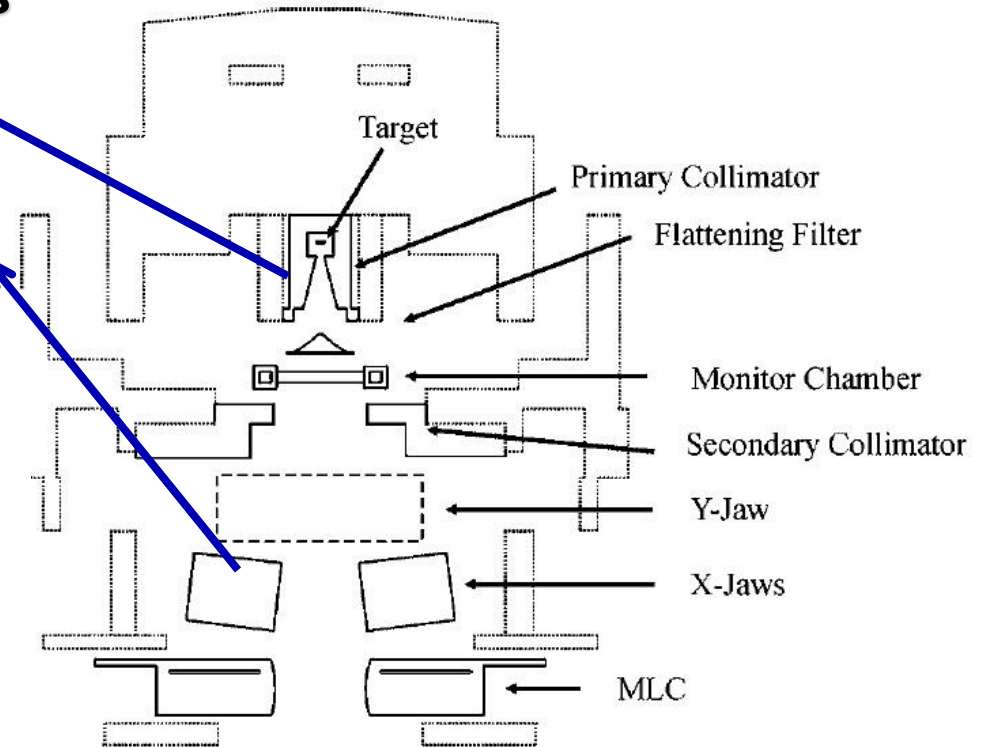 s
Target
Primary Collimator
Flattening Filter
Monitor Chamber
Secondary Collimator
Y-Jaw
X-Jaws
MLC